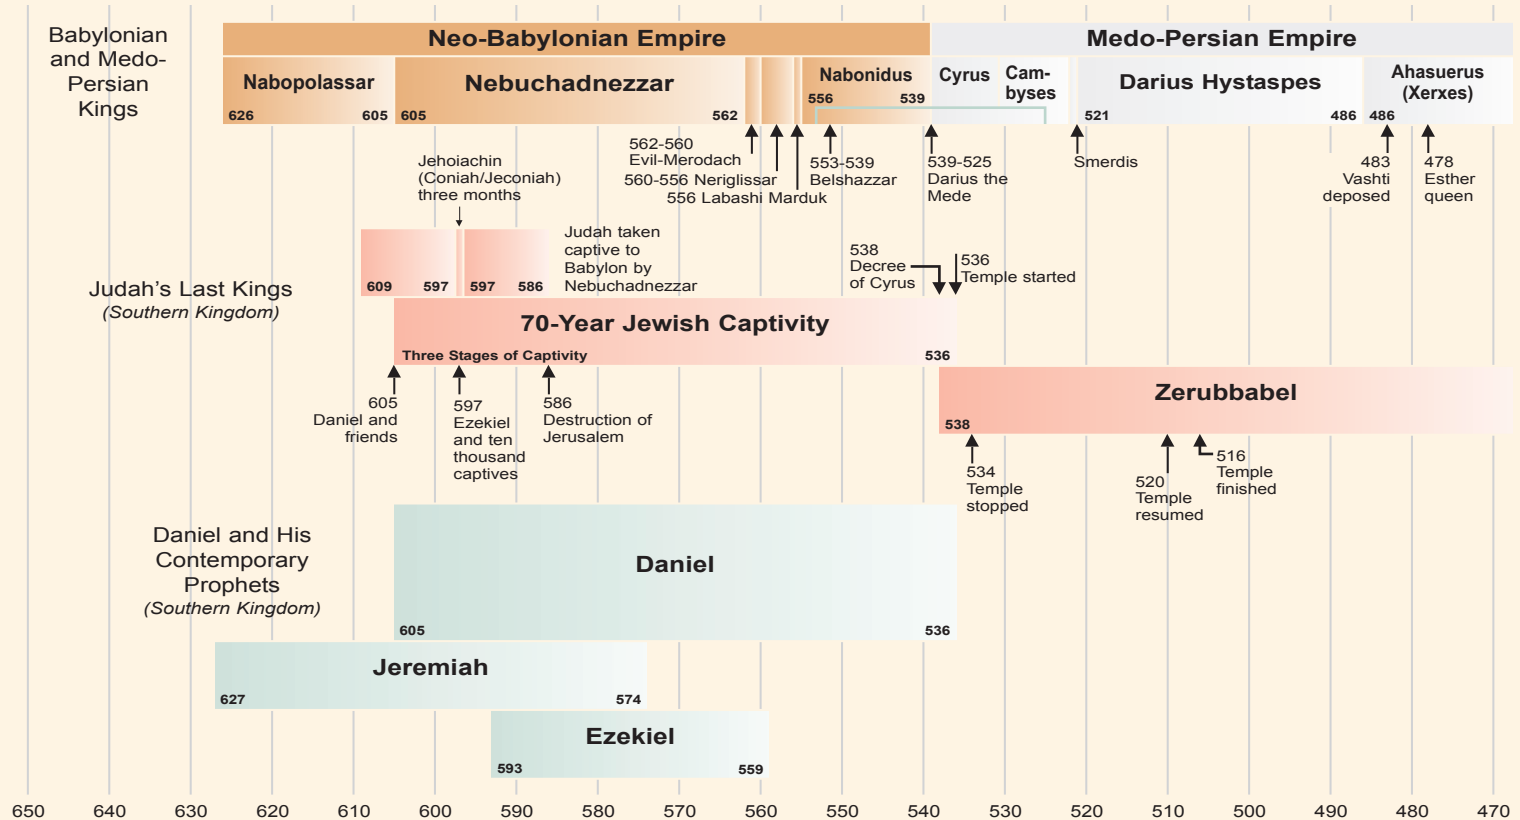 Babylonian
and Medo-
Persian
Kings
Neo-Babylonian Empire
Medo-Persian Empire
Nabopolassar
626
605
Nebuchadnezzar
605
562
Nabonidus
556
539
Cyrus
Cam-
byses
Darius Hystaspes
521
486
Ahasuerus
(Xerxes)
486
562-560
Evil-Merodach
560-556 Neriglissar
556 Labashi Marduk
553-539
Belshazzar
539-525
Darius the
Mede
Smerdis
483
Vashti
deposed
478
Esther
queen
Jehoiachin
(Coniah/Jeconiah)
three months
Judah's Last Kings
(Southern Kingdom)
609
597
597
586
Judah taken
captive to
Babylon by
Nebuchadnezzar
538
Decree
of Cyrus
536
Temple started
70-Year Jewish Captivity
Three Stages of Captivity
536
605
Daniel and
friends
597
Ezekiel
and ten
thousand
captives
586
Destruction of
Jerusalem
Zerubbabel
538
534
Temple
stopped
520
Temple
resumed
516
Temple
finished
Daniel and His
Contemporary
Prophets
(Southern Kingdom)
Daniel
605
536
Jeremiah
627
574
Ezekiel
593
559
650 640 630 620 610 600 590 580 570 560 550 540 530 520 510 500 490 480 470